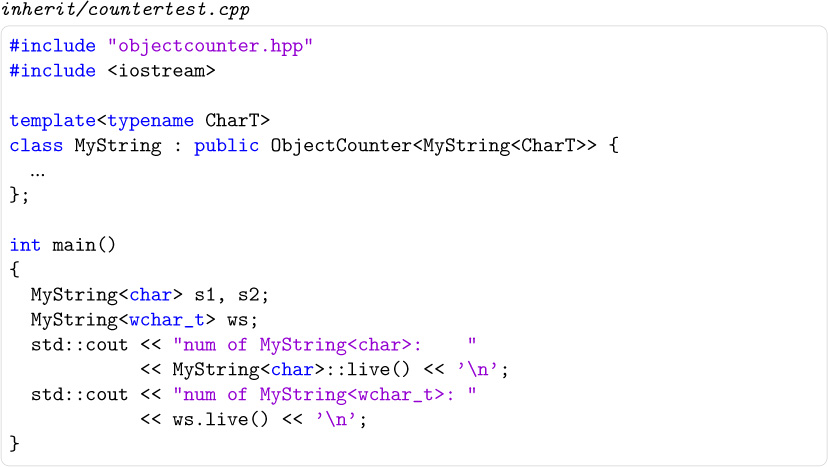 inherit/countertest.cpp
#include "objectcounter.hpp"
#include <iostream>
template<typename CharT>
class MyString : public ObjectCounter<MyString<CharT>> {
...
};
int main()
{
MyString<char> s1, s2;
MyString<wchar_t> ws;
std::cout << "num of MyString<char>:    "
<< MyString<char>::live() << ’\n’;
std::cout << "num of MyString<wchar_t>: "
<< ws.live() << ’\n’;
}